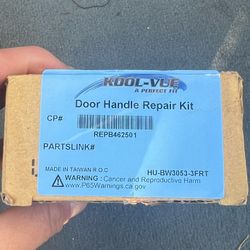 KOOL-VUE
A PERFECT FIT
Door Handle Repair Kit
CP#
REPB462501
PARTSLINK#
MADE IN TAIWAN R.O.C
HU-BW3053-3FRT
WARNING: Cancer and Reproductive Harm
www.P65Warnings.ca.gov